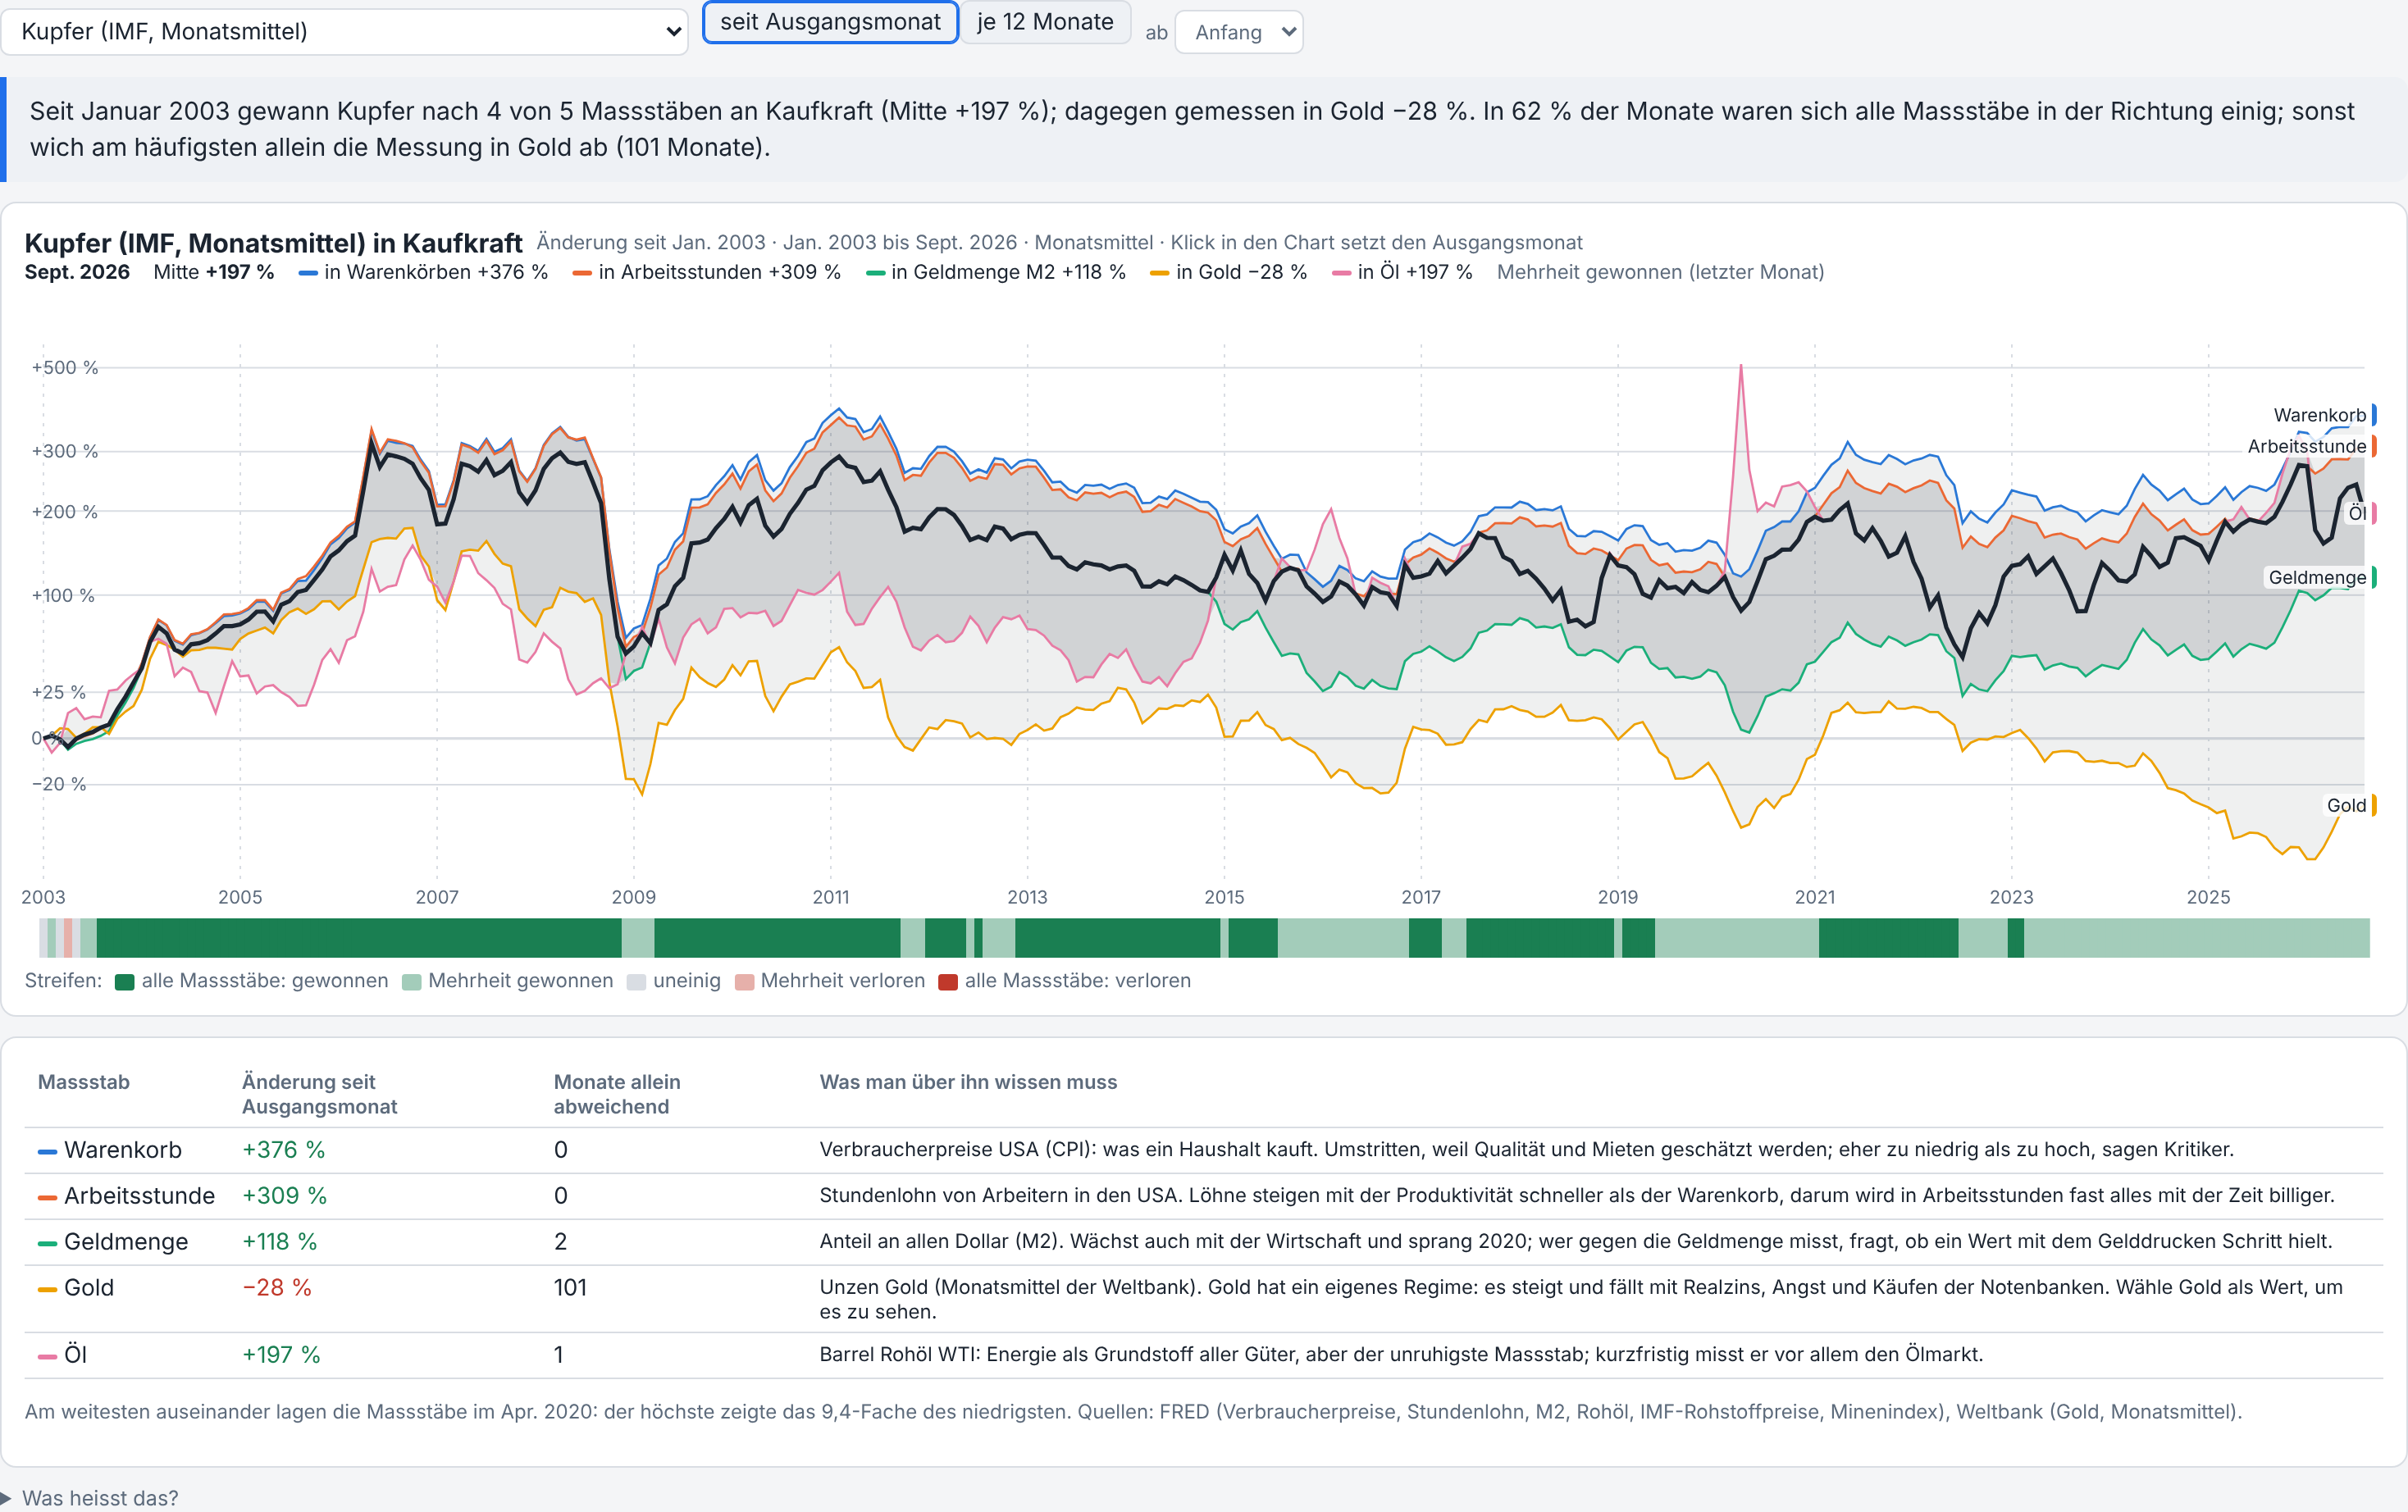 Kupfer (IMF, Monatsmittel)
seit Ausgangsmonat
je 12 Monate
ab
Anfang
Seit Januar 2003 gewann Kupfer nach 4 von 5 Massstäben an Kaufkraft (Mitte +197 %); dagegen gemessen in Gold −28 %. In 62 % der Monate waren sich alle Massstäbe in der Richtung einig; sonst
wich am häufigsten allein die Messung in Gold ab (101 Monate).
Kupfer (IMF, Monatsmittel) in Kaufkraft Änderung seit Jan. 2003 · Jan. 2003 bis Sept. 2026 · Monatsmittel · Klick in den Chart setzt den Ausgangsmonat
Sept. 2026 Mitte +197 % in Warenkörben +376 % in Arbeitsstunden +309 % in Geldmenge M2 +118 % in Gold −28 % in Öl +197 % Mehrheit gewonnen (letzter Monat)
+500 %
Warenkorb
+300 %
Arbeitsstunde
+200 %
Öl
Geldmenge
+100 %
+25 %
0 %
−20 %
Gold
2003 2005 2007 2009 2011 2013 2015 2017 2019 2021 2023 2025
Streifen: alle Massstäbe: gewonnen Mehrheit gewonnen uneinig Mehrheit verloren alle Massstäbe: verloren
Massstab
Änderung seit
Ausgangsmonat
Monate allein
abweichend
Was man über ihn wissen muss
Warenkorb +376 % 0 Verbraucherpreise USA (CPI): was ein Haushalt kauft. Umstritten, weil Qualität und Mieten geschätzt werden; eher zu niedrig als zu hoch, sagen Kritiker.
Arbeitsstunde +309 % 0 Stundenlohn von Arbeitern in den USA. Löhne steigen mit der Produktivität schneller als der Warenkorb, darum wird in Arbeitsstunden fast alles mit der Zeit billiger.
Geldmenge +118 % 2 Anteil an allen Dollar (M2). Wächst auch mit der Wirtschaft und sprang 2020; wer gegen die Geldmenge misst, fragt, ob ein Wert mit dem Gelddrucken Schritt hielt.
Gold −28 % 101 Unzen Gold (Monatsmittel der Weltbank). Gold hat ein eigenes Regime: es steigt und fällt mit Realzins, Angst und Käufen der Notenbanken. Wähle Gold als Wert, um
es zu sehen.
Öl +197 % 1 Barrel Rohöl WTI: Energie als Grundstoff aller Güter, aber der unruhigste Massstab; kurzfristig misst er vor allem den Ölmarkt.
Am weitesten auseinander lagen die Massstäbe im Apr. 2020: der höchste zeigte das 9,4-Fache des niedrigsten. Quellen: FRED (Verbraucherpreise, Stundenlohn, M2, Rohöl, IMF-Rohstoffpreise, Minenindex), Weltbank (Gold, Monatsmittel).
Was heisst das?